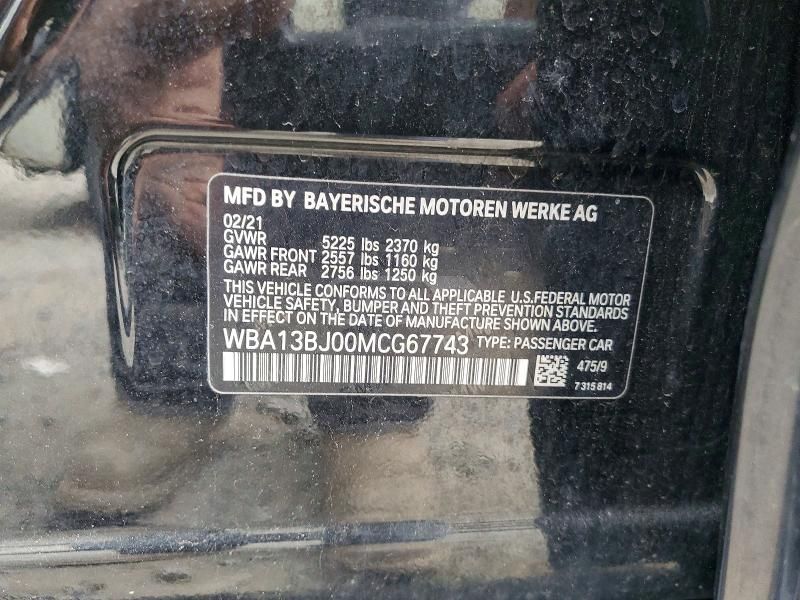 MFD BY BAYERISCHE MOTOREN WERKE AG
02/21
GVWR 5225 lbs 2370 kg
GAWR FRONT 2557 lbs 1160 kg
GAWR REAR 2756 lbs 1250 kg
THIS VEHICLE CONFORMS TO ALL APPLICABLE U.S.FEDERAL MOTOR
VEHICLE SAFETY, BUMPER AND THEFT PREVENTION STANDARDS
IN EFFECT ON THE DATE OF MANUFACTURE SHOWN ABOVE.
WBA13BJ00MCG67743 TYPE: PASSENGER CAR
475/9
7 315 814